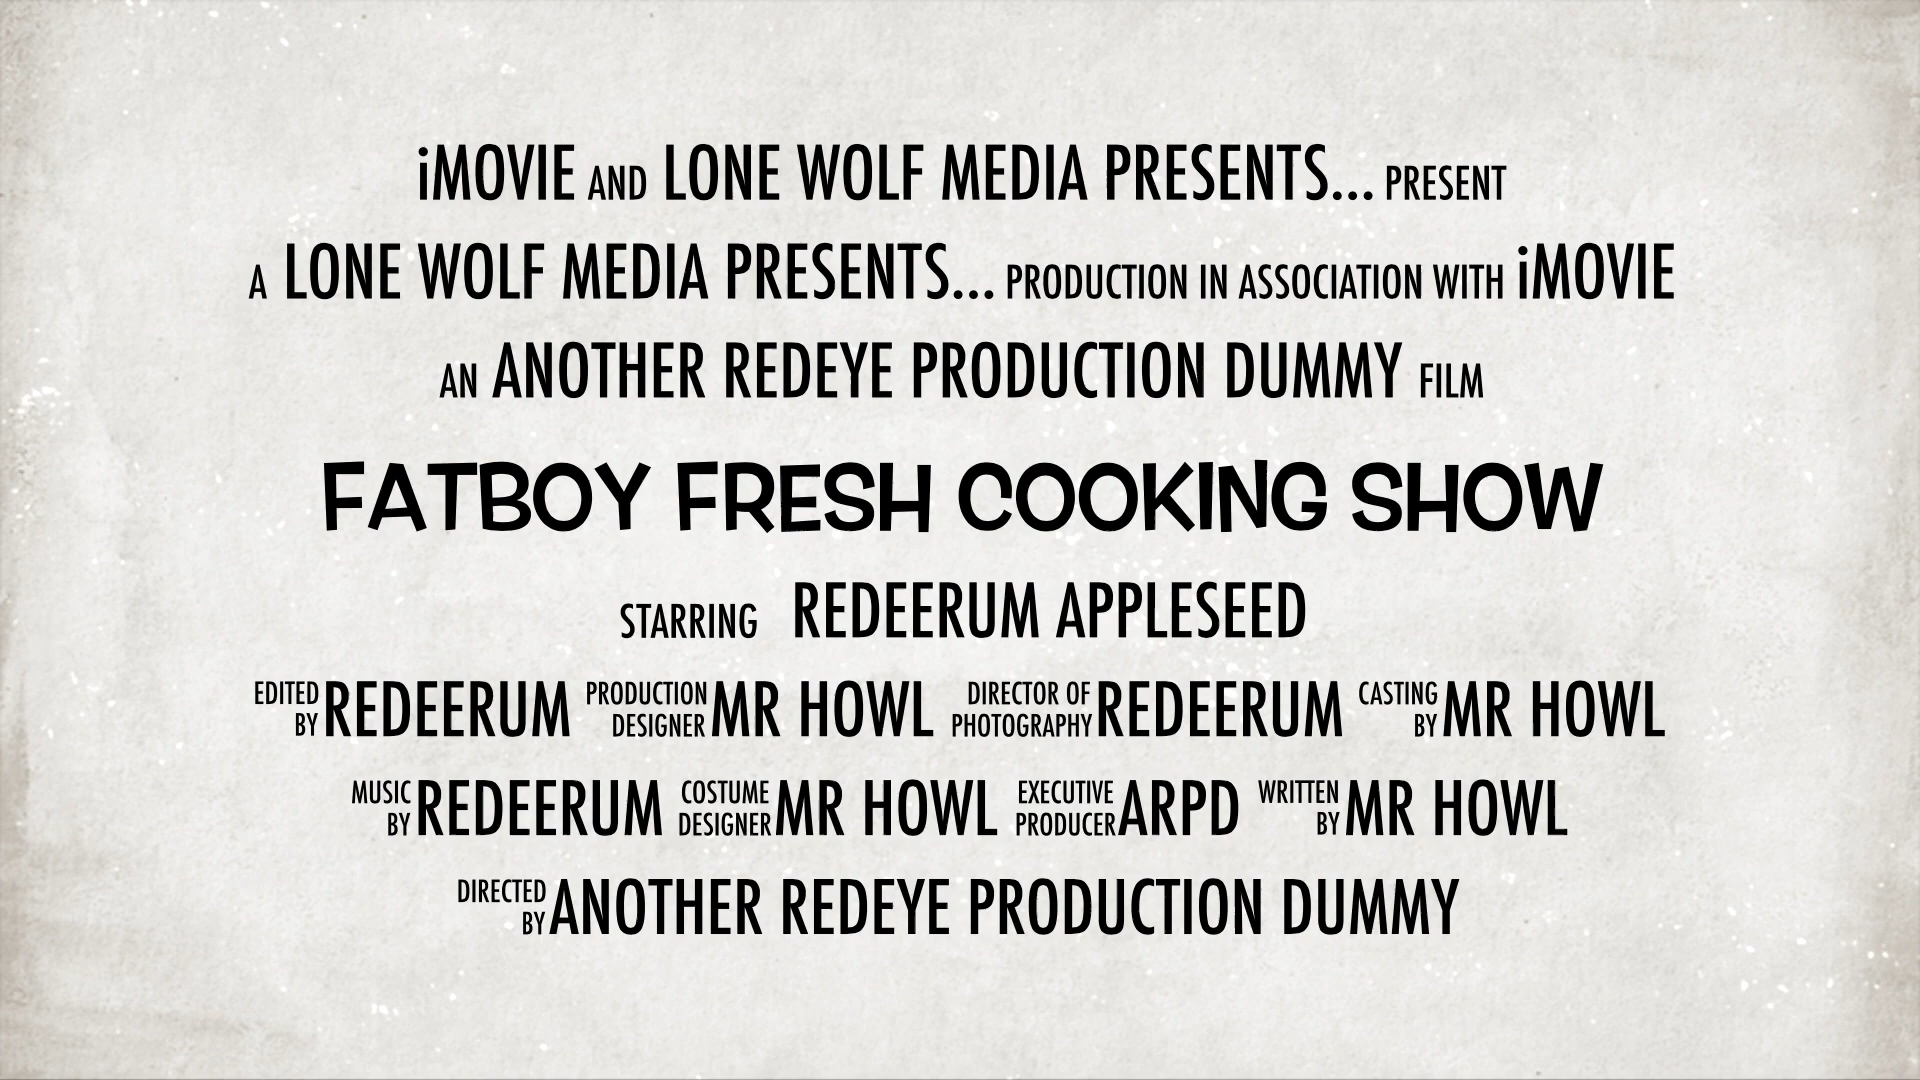 iMOVIE AND LONE WOLF MEDIA PRESENTS... PRESENT
A LONE WOLF MEDIA PRESENTS... PRODUCTION IN ASSOCIATION WITH iMOVIE
AN ANOTHER REDEYE PRODUCTION DUMMY FILM
FATBOY FRESH COOKING SHOW
STARRING REDEERUM APPLESEED
EDITED BY REDEERUM PRODUCTION DESIGNER MR HOWL DIRECTOR OF PHOTOGRAPHY REDEERUM CASTING BY MR HOWL
MUSIC BY REDEERUM COSTUME DESIGNER MR HOWL EXECUTIVE PRODUCER ARPD WRITTEN BY MR HOWL
DIRECTED BY ANOTHER REDEYE PRODUCTION DUMMY